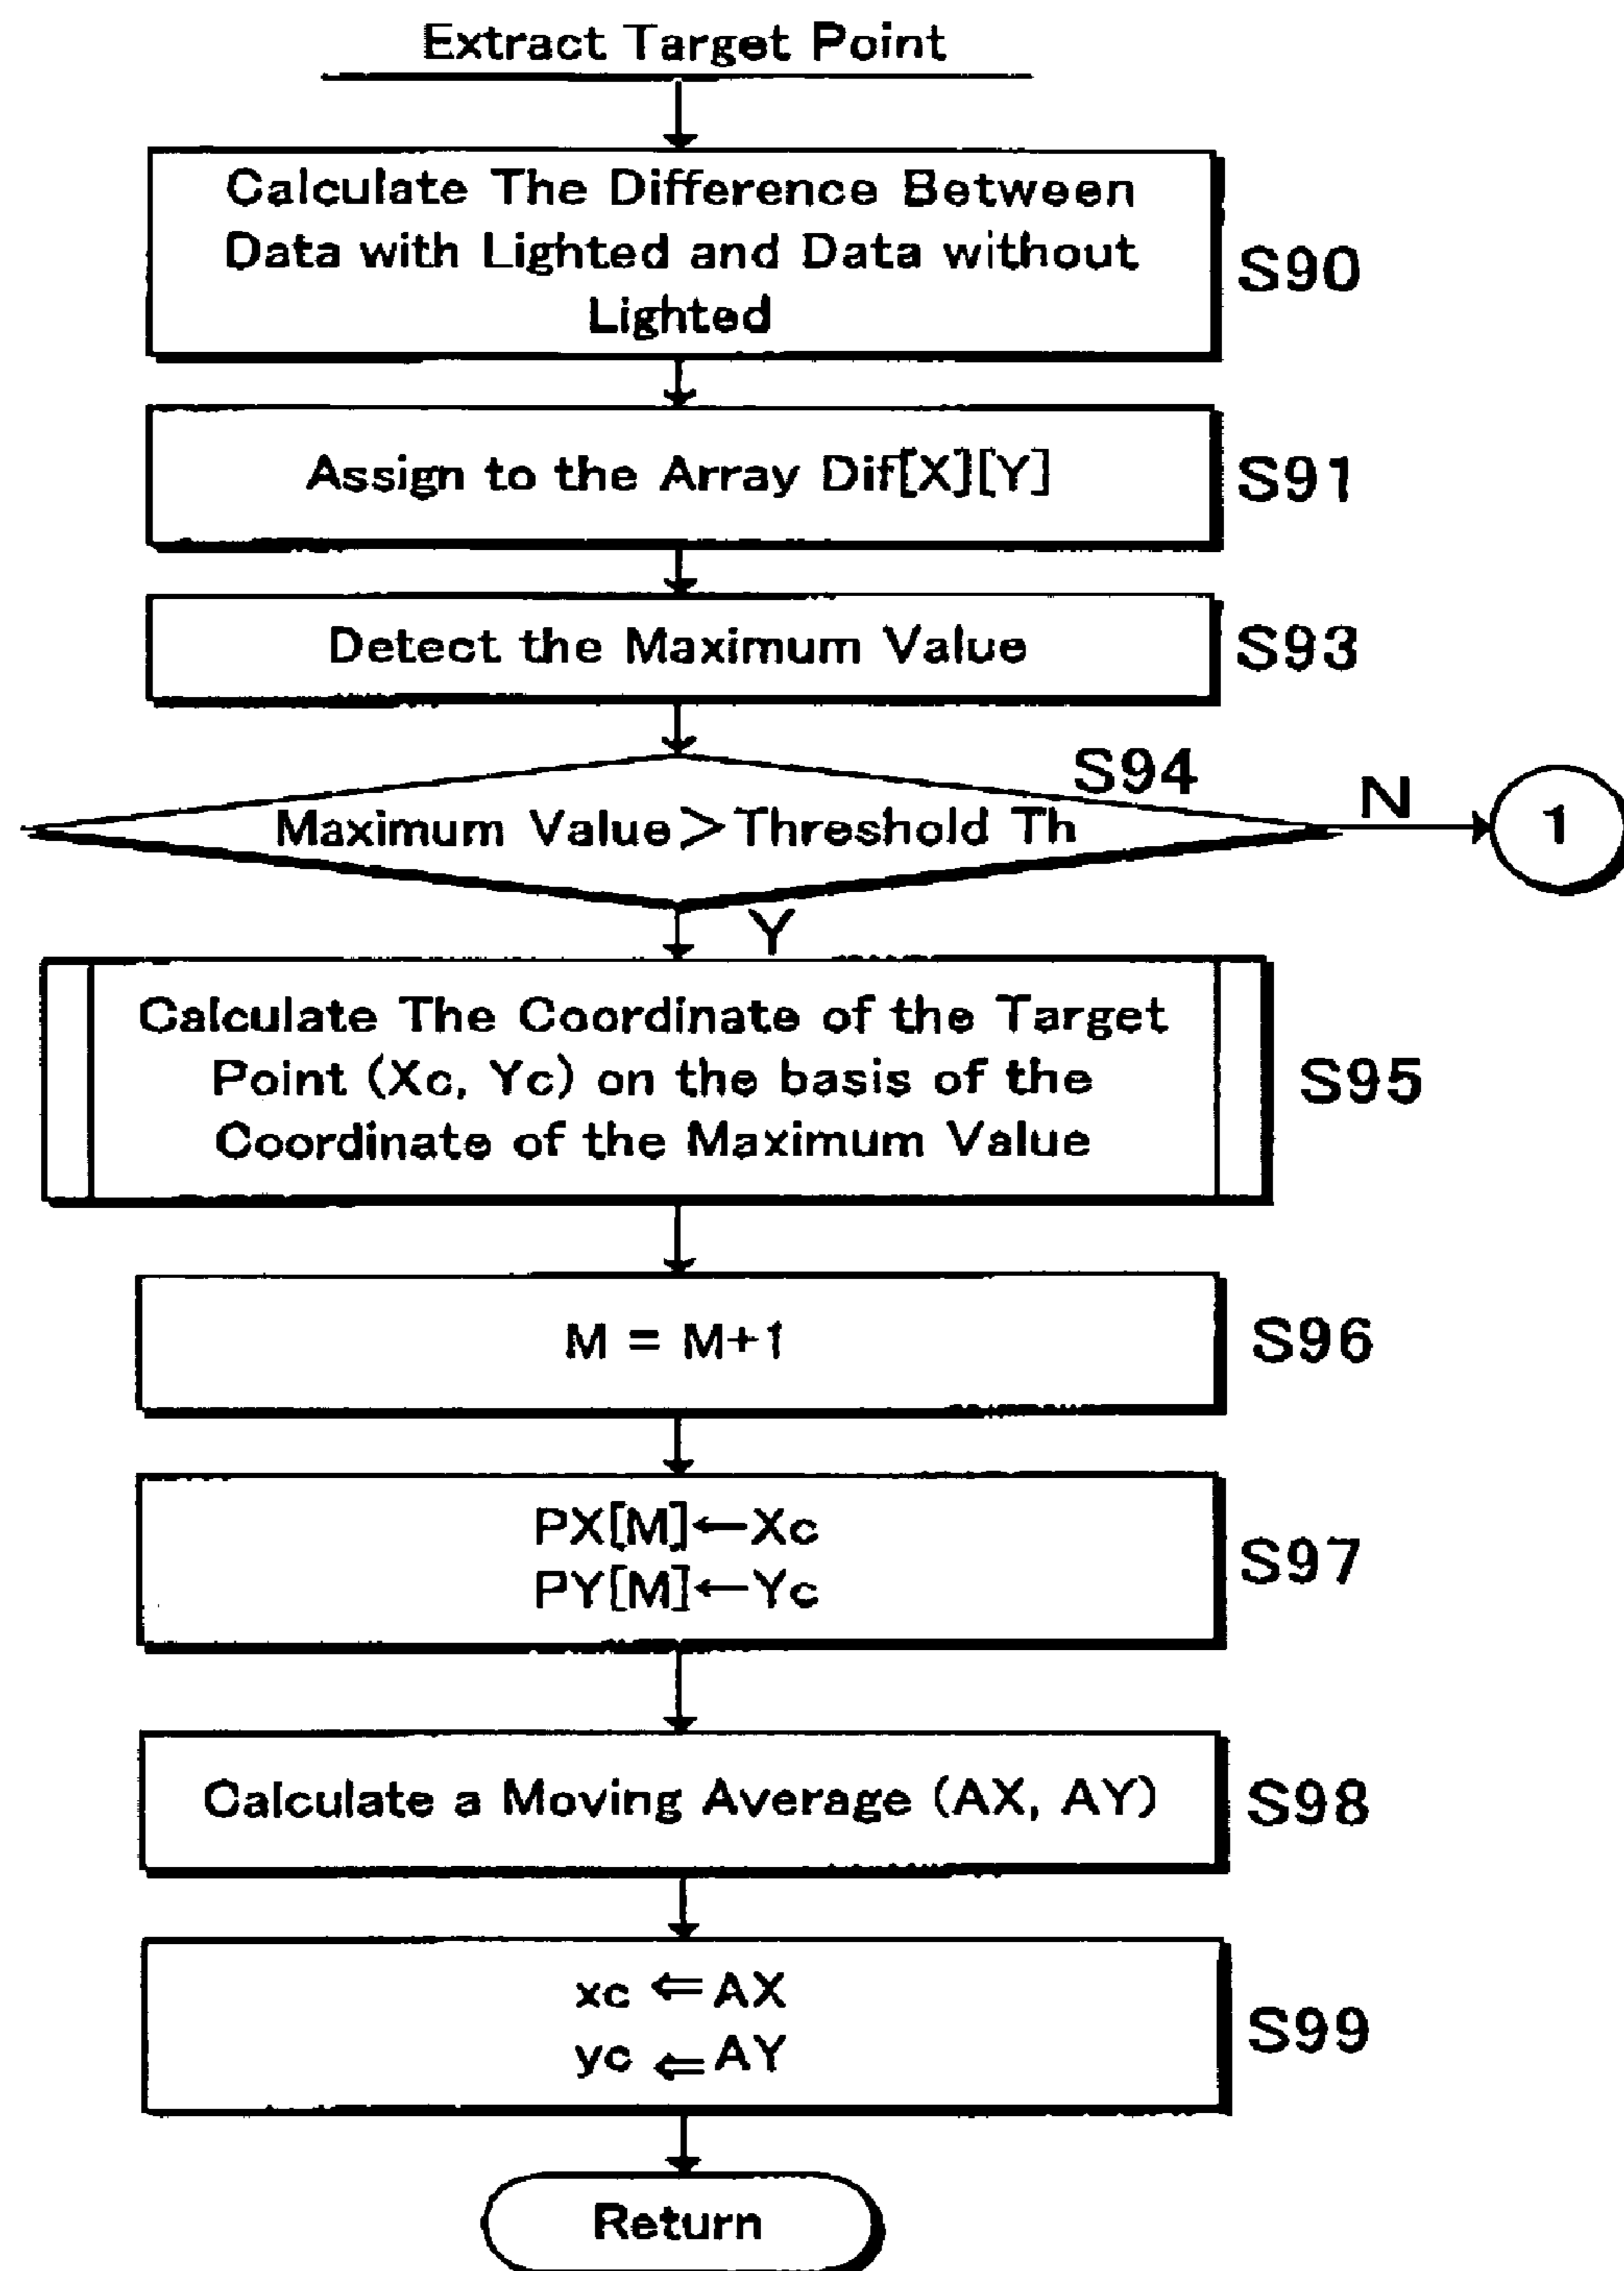 Extract Target Point
Calculate The Difference Between
Data with Lighted and Data without
Lighted
S90
Assign to the Array Dif[X][Y]
S91
Detect the Maximum Value
S93
S94
Maximum Value>Threshold Th
N
1
Y
Calculate The Coordinate of the Target
Point (Xc, Yc) on the basis of the
Coordinate of the Maximum Value
S95
M = M+1
S96
PX[M]←Xc
PY[M]←Yc
S97
Calculate a Moving Average (AX, AY)
S98
xc ⇐ AX
yc ⇐ AY
S99
Return